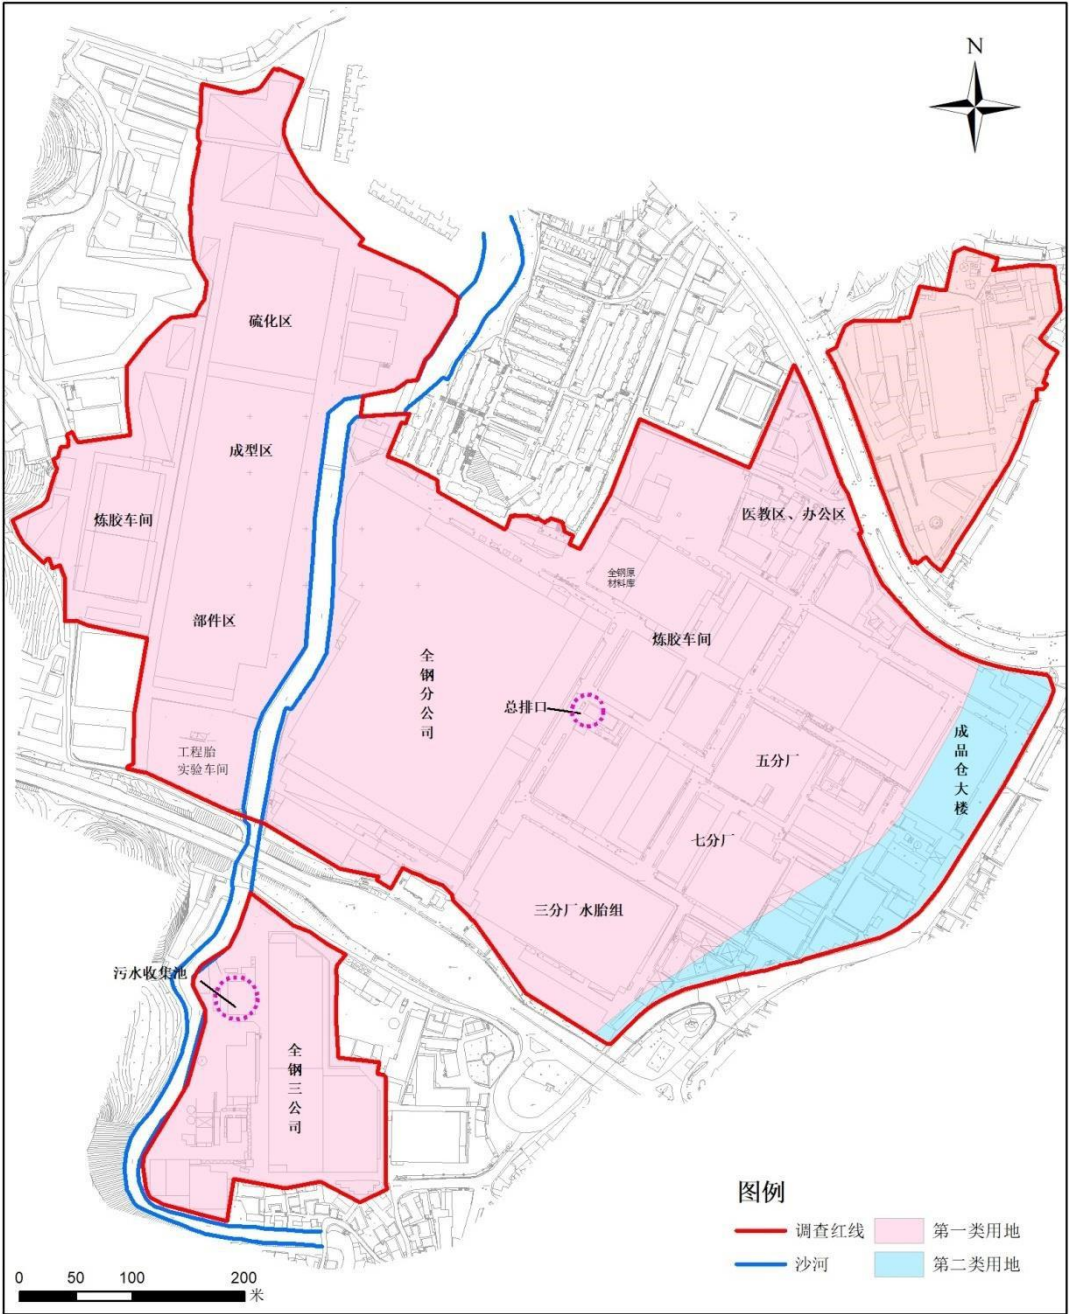 N
硫化区
成型区
炼胶车间
医教区、办公区
全钢原
材料库
部件区
炼胶车间
全钢分公司
总排口
工程胎
实验车间
五分厂
成品仓大楼
七分厂
三分厂水胎组
污水收集池
全钢三公司
图例
调查红线
第一类用地
沙河
第二类用地
0 50 100 200
米